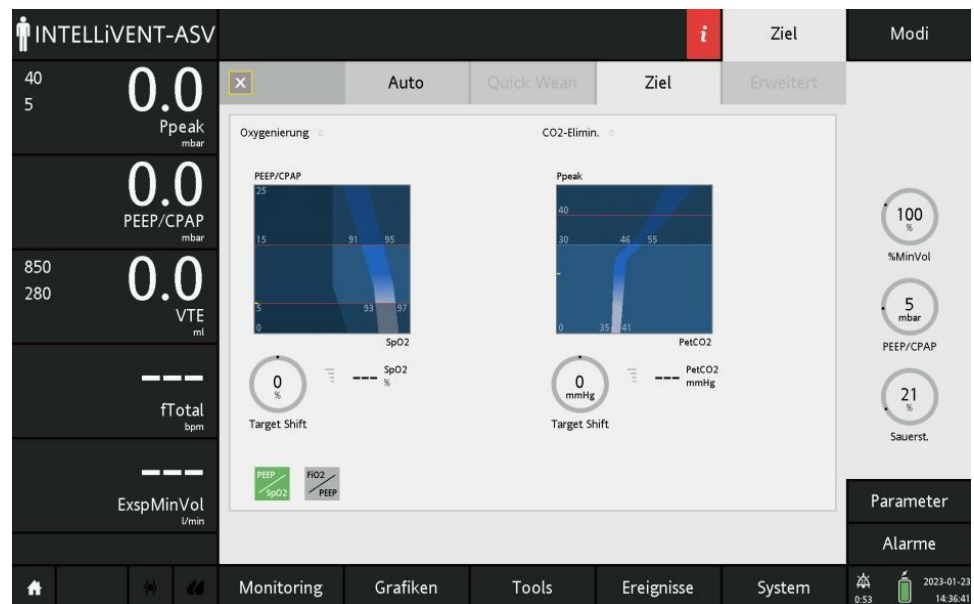 INTELLiVENT-ASV
i
Ziel
Modi
40
5
0.0
Ppeak
mbar
0.0
PEEP/CPAP
mbar
850
280
0.0
VTE
ml
---
fTotal
bpm
---
ExspMinVol
l/min
X
Auto
Quick Wean
Ziel
Erweitert
Oxygenierung
CO2-Elimin.
PEEP/CPAP
25
15
91 95
5
93 97
0
SpO2
0
%
Target Shift
--- SpO2
%
Ppeak
40
30
46 55
0
35 41
PetCO2
0
mmHg
Target Shift
--- PetCO2
mmHg
PEEP
SpO2
FiO2
PEEP
100
%
%MinVol
5
mbar
PEEP/CPAP
21
%
Sauerst.
Parameter
Alarme
Monitoring
Grafiken
Tools
Ereignisse
System
0:53
2023-01-23
14:36:41